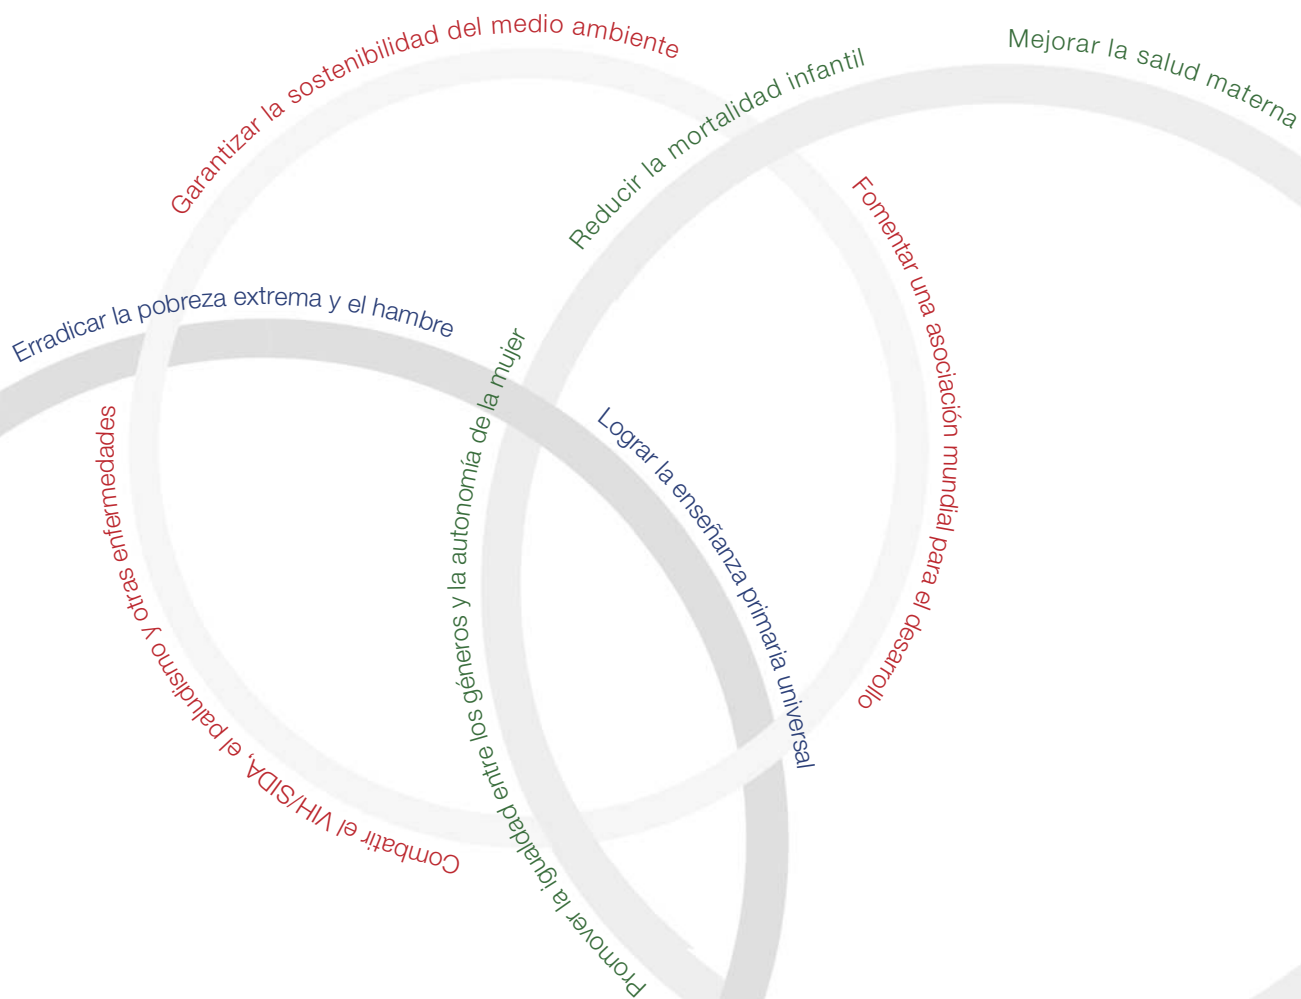 Garantizar la sostenibilidad del medio ambiente
Reducir la mortalidad infantil
Mejorar la salud materna
Fomentar una asociación mundial para el desarrollo
Erradicar la pobreza extrema y el hambre
Promover la igualdad entre los géneros y la autonomía de la mujer
Lograr la enseñanza primaria universal
Combatir el VIH/SIDA, el paludismo y otras enfermedades